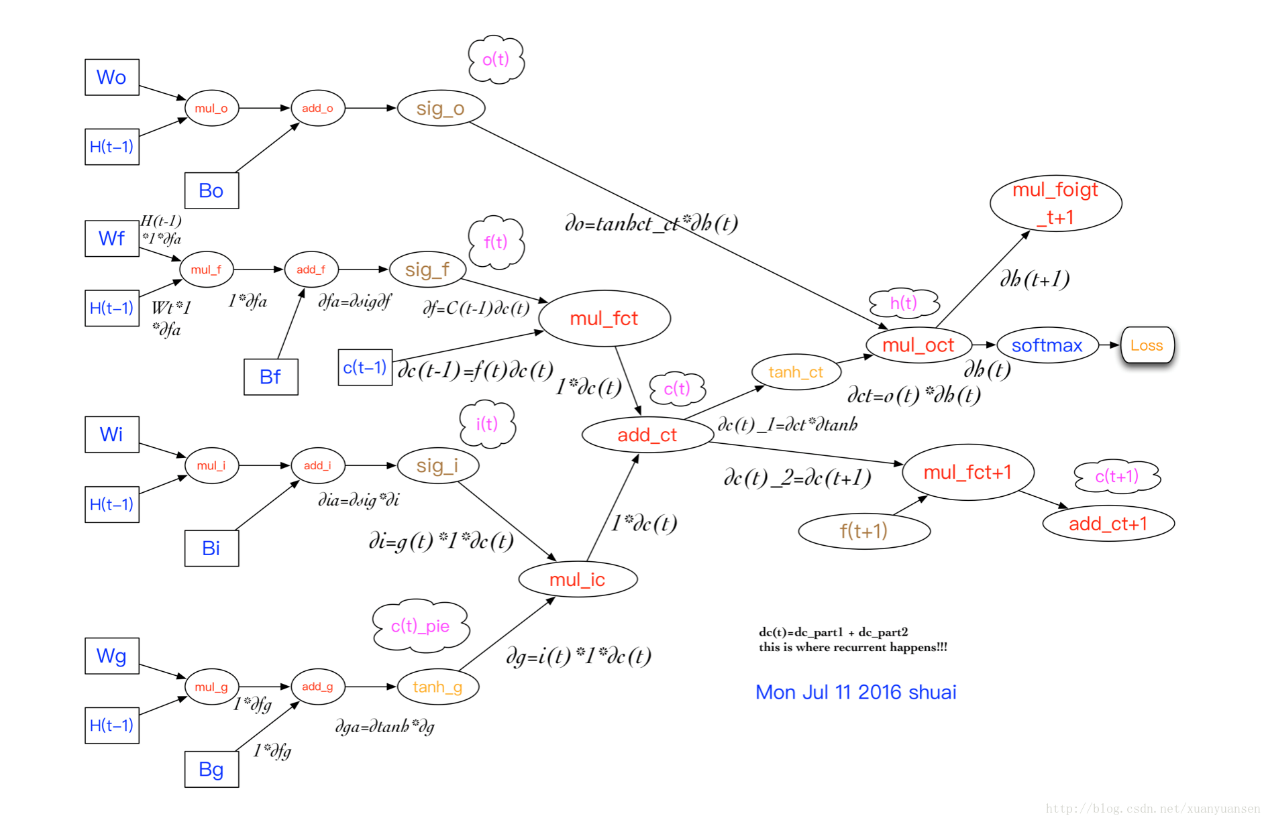 o(t)
Wo
mul_o
add_o
sig_o
H(t-1)
Bo
mul_foigt
_t+1
∂o=tanhct_ct*∂h(t)
Wf
H(t-1)
*1*∂fa
f(t)
mul_f
add_f
sig_f
∂h(t+1)
H(t-1)
Wt*1
*∂fa
1*∂fa
∂fa=∂sig∂f
∂f=C(t-1)∂c(t)
mul_fct
h(t)
mul_oct
softmax
Loss
Bf
c(t-1)
∂c(t-1)=f(t)∂c(t)
1*∂c(t)
c(t)
tanh_ct
∂h(t)
∂ct=o(t)*∂h(t)
i(t)
Wi
add_ct
∂c(t)_1=∂ct*∂tanh
mul_i
add_i
sig_i
∂c(t)_2=∂c(t+1)
mul_fct+1
c(t+1)
H(t-1)
∂ia=∂sig*∂i
1*∂c(t)
f(t+1)
add_ct+1
Bi
∂i=g(t)*1*∂c(t)
mul_ic
c(t)_pie
Wg
∂g=i(t)*1*∂c(t)
dc(t)=dc_part1 + dc_part2
this is where recurrent happens!!!
mul_g
add_g
tanh_g
Mon Jul 11 2016 shuai
H(t-1)
1*∂fg
∂ga=∂tanh*∂g
1*∂fg
Bg
http://blog.csdn.net/xuanyuansen